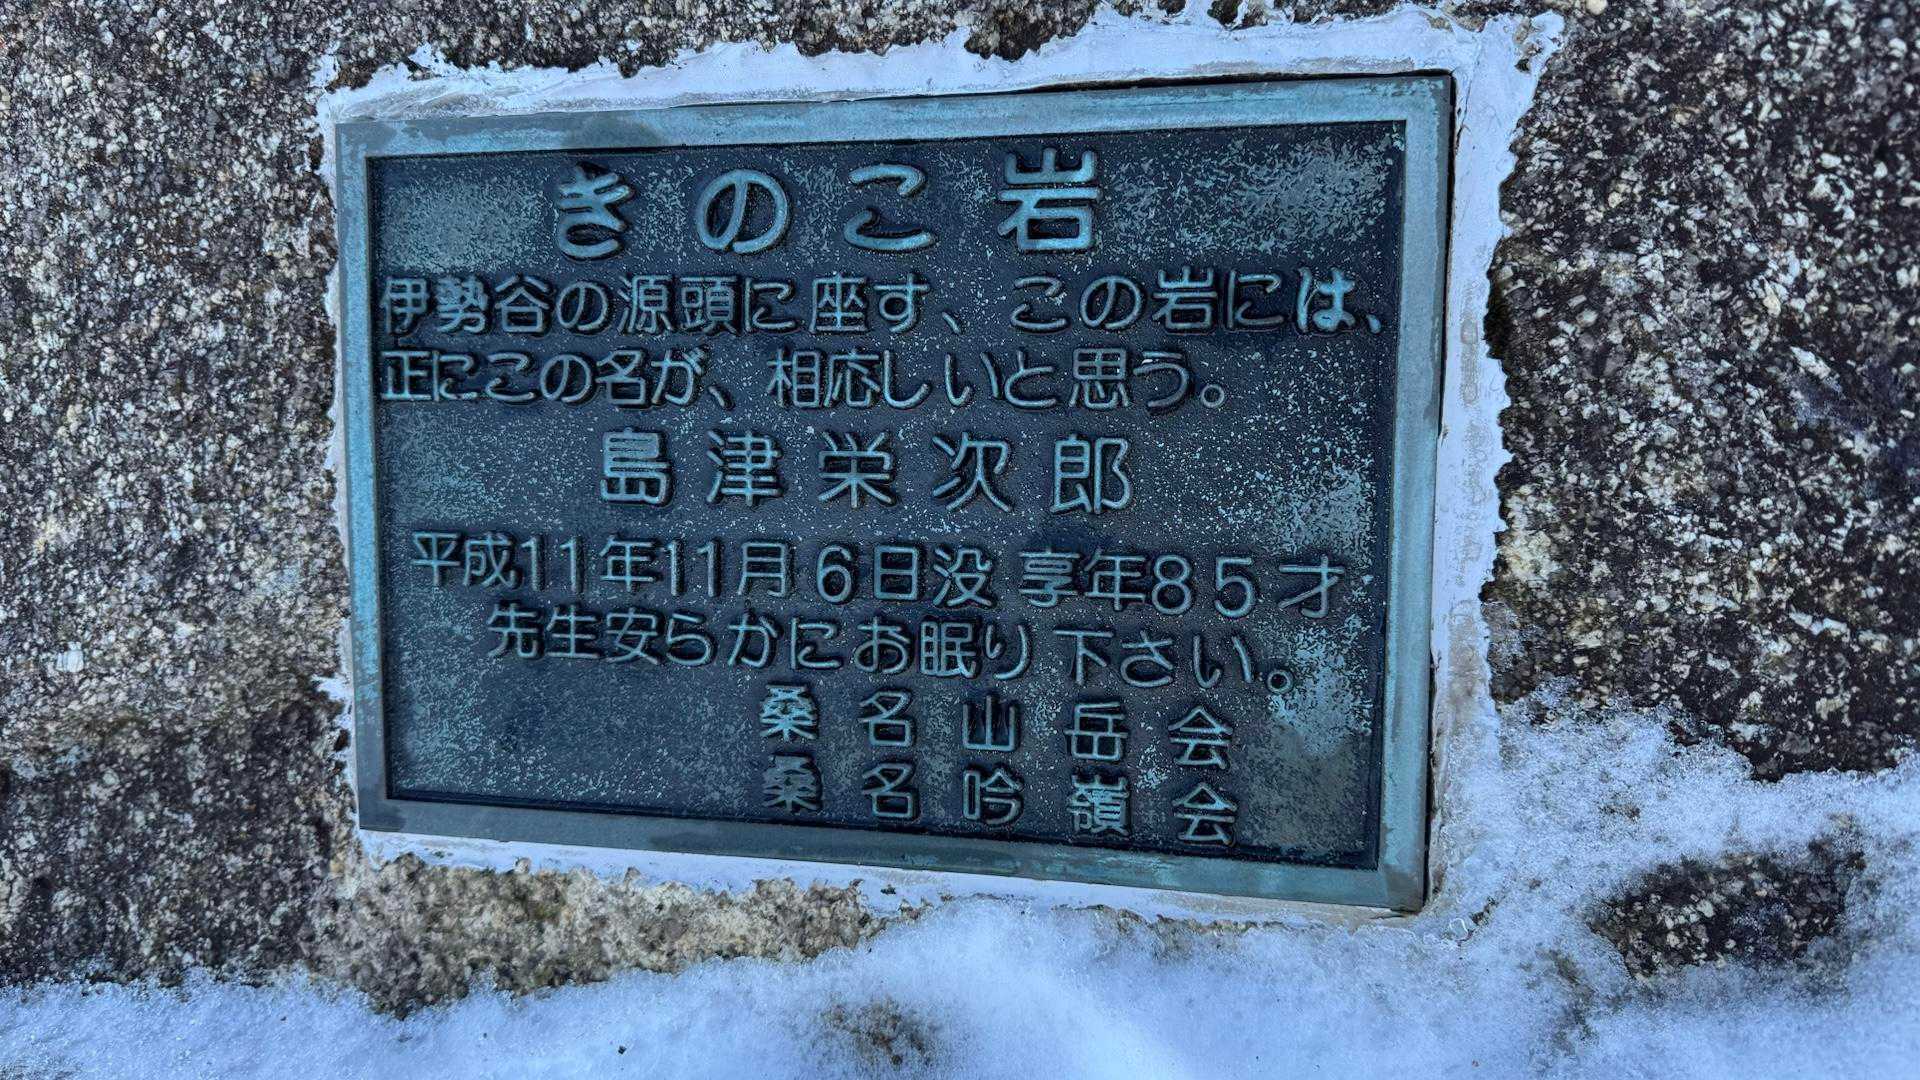 きのこ岩
伊勢谷の源頭に座す、この岩には、
正にこの名が、相応しいと思う。
島津栄次郎
平成11年11月6日没 享年85才
先生安らかにお眠り下さい。
桑名山岳会
桑名吟嶺会